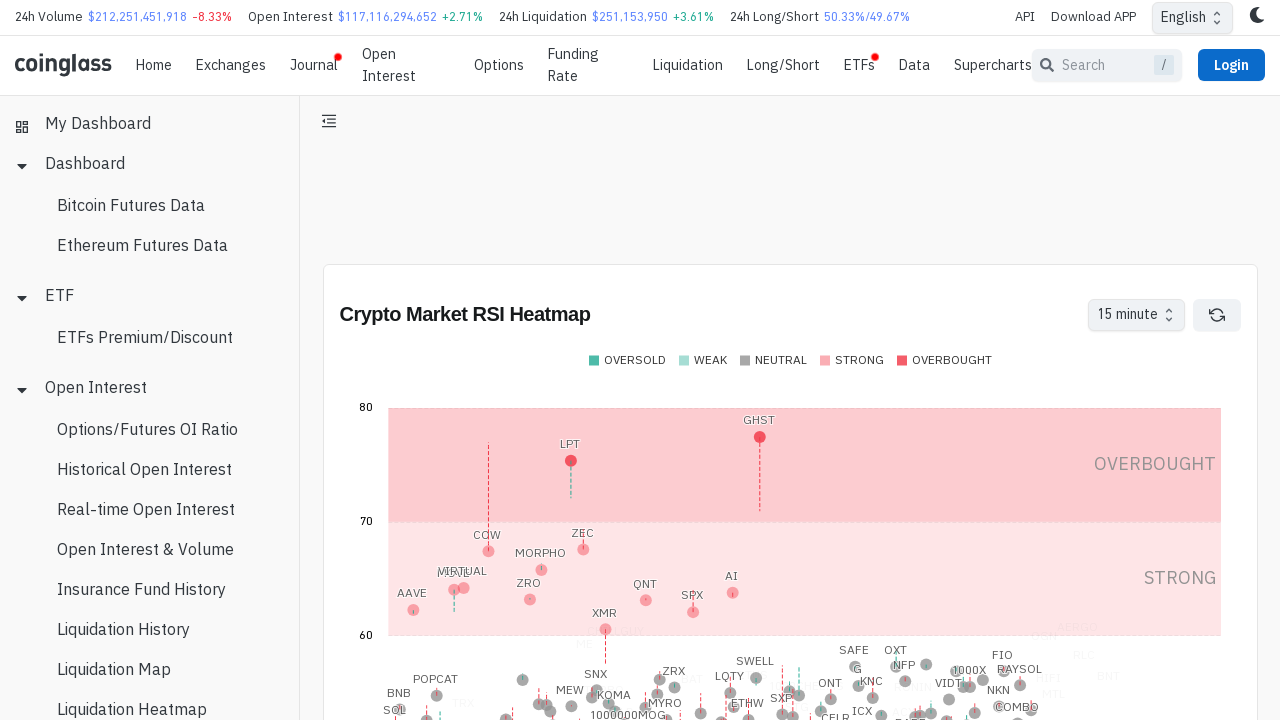 24h Volume $212,251,451,918 -8.33% Open Interest $117,116,294,652 +2.71% 24h Liquidation $251,153,950 +3.61% 24h Long/Short 50.33%/49.67% API Download APP English
coinglass Home Exchanges Journal Open Interest Options Funding Rate Liquidation Long/Short ETFs Data Supercharts Search / Login
My Dashboard
Dashboard
Bitcoin Futures Data
Ethereum Futures Data
ETF
ETFs Premium/Discount
Open Interest
Options/Futures OI Ratio
Historical Open Interest
Real-time Open Interest
Open Interest & Volume
Insurance Fund History
Liquidation History
Liquidation Map
Liquidation Heatmap
Crypto Market RSI Heatmap 15 minute
OVERSOLD WEAK NEUTRAL STRONG OVERBOUGHT
80
GHST
LPT
OVERBOUGHT
70
COW ZEC
MORPHO
VIRTUAL
STRONG
AI
ZRO QNT
AAVE SPX
XMR
60
SAFE OXT
FIO
SWELL
G NFP
SNX ZRX 1000X RAYSOL
POPCAT LQTY ONT KNC VIDT
BNB MEW KOMA SXP NKN
SOL MYRO ETHW ICX COMBO
1000000MOG CELR